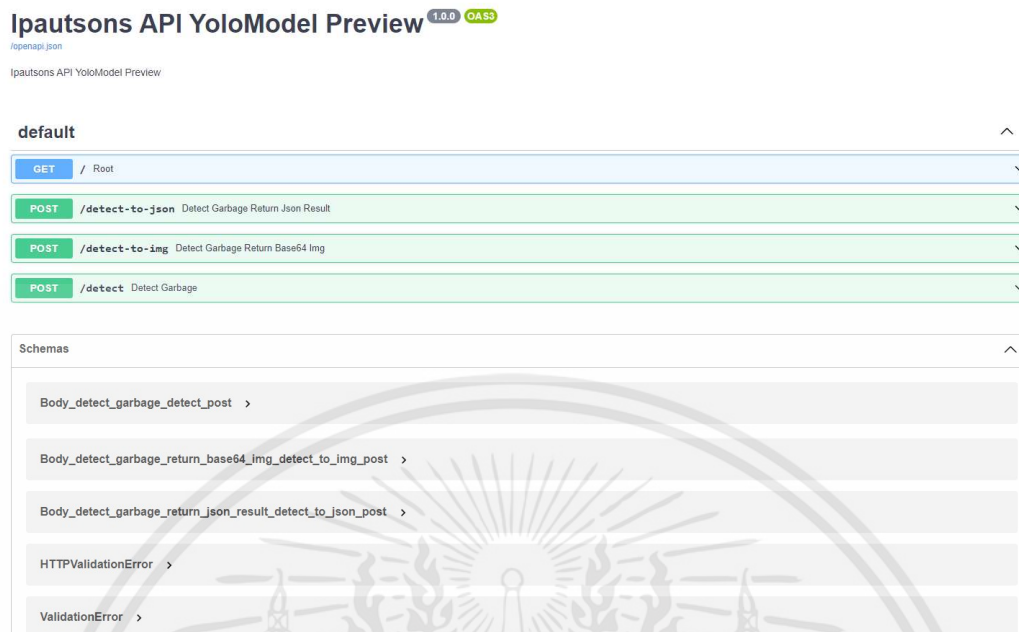 Ipautsons API YoloModel Preview 1.0.0 OAS3
/openapi.json
Ipautsons API YoloModel Preview
default
GET / Root
POST /detect-to-json Detect Garbage Return Json Result
POST /detect-to-img Detect Garbage Return Base64 Img
POST /detect Detect Garbage
Schemas
Body_detect_garbage_detect_post
Body_detect_garbage_return_base64_img_detect_to_img_post
Body_detect_garbage_return_json_result_detect_to_json_post
HTTPValidationError
ValidationError